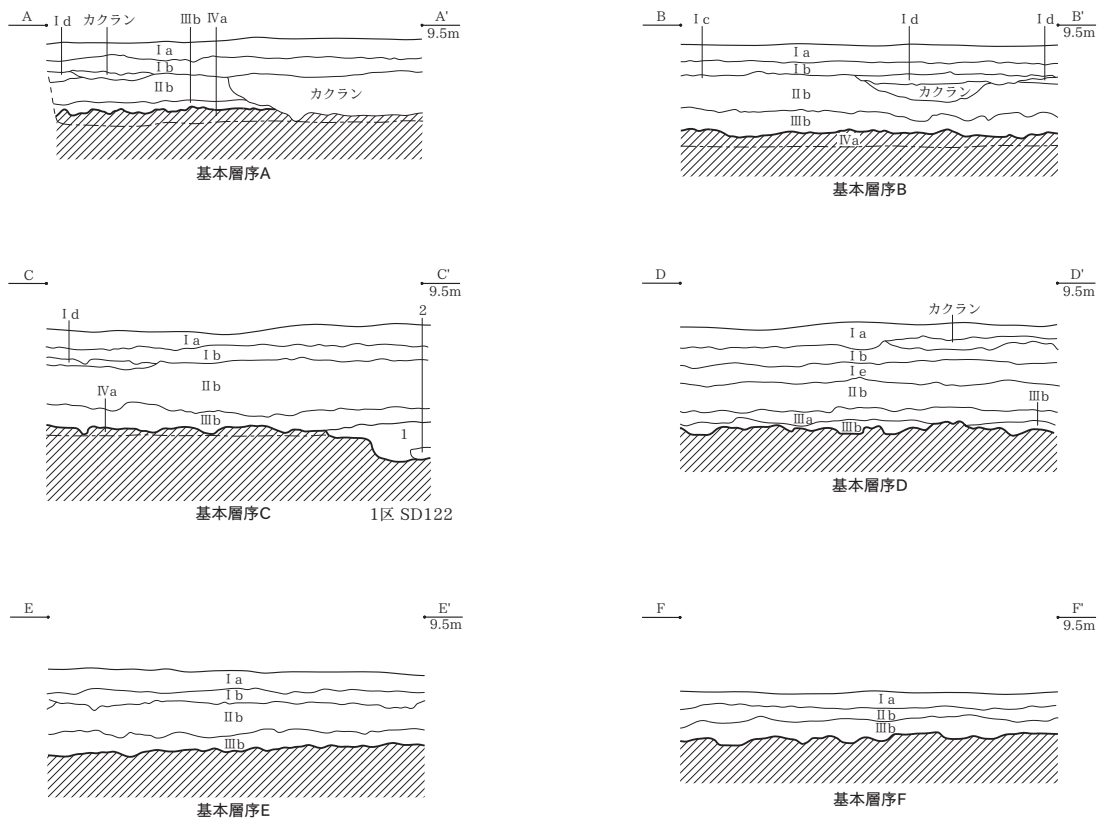 A Ⅰd カクラン Ⅲb Ⅳa A'
9.5m
Ⅰa
Ⅰb
Ⅱb
カクラン
基本層序A
B Ⅰc Ⅰd Ⅰd B'
9.5m
Ⅰa
Ⅰb
Ⅱb
カクラン
Ⅲb
Ⅳa
基本層序B
C C'
9.5m
2
Ⅰd
Ⅰa
Ⅰb
Ⅱb
Ⅳa
Ⅲb
1
基本層序C
1区 SD122
D D'
9.5m
カクラン
Ⅰa
Ⅰb
Ⅰe
Ⅱb
Ⅲb
Ⅲa
Ⅲb
基本層序D
E E'
9.5m
Ⅰa
Ⅰb
Ⅱb
Ⅲb
基本層序E
F F'
9.5m
Ⅰa
Ⅱb
Ⅲb
基本層序F